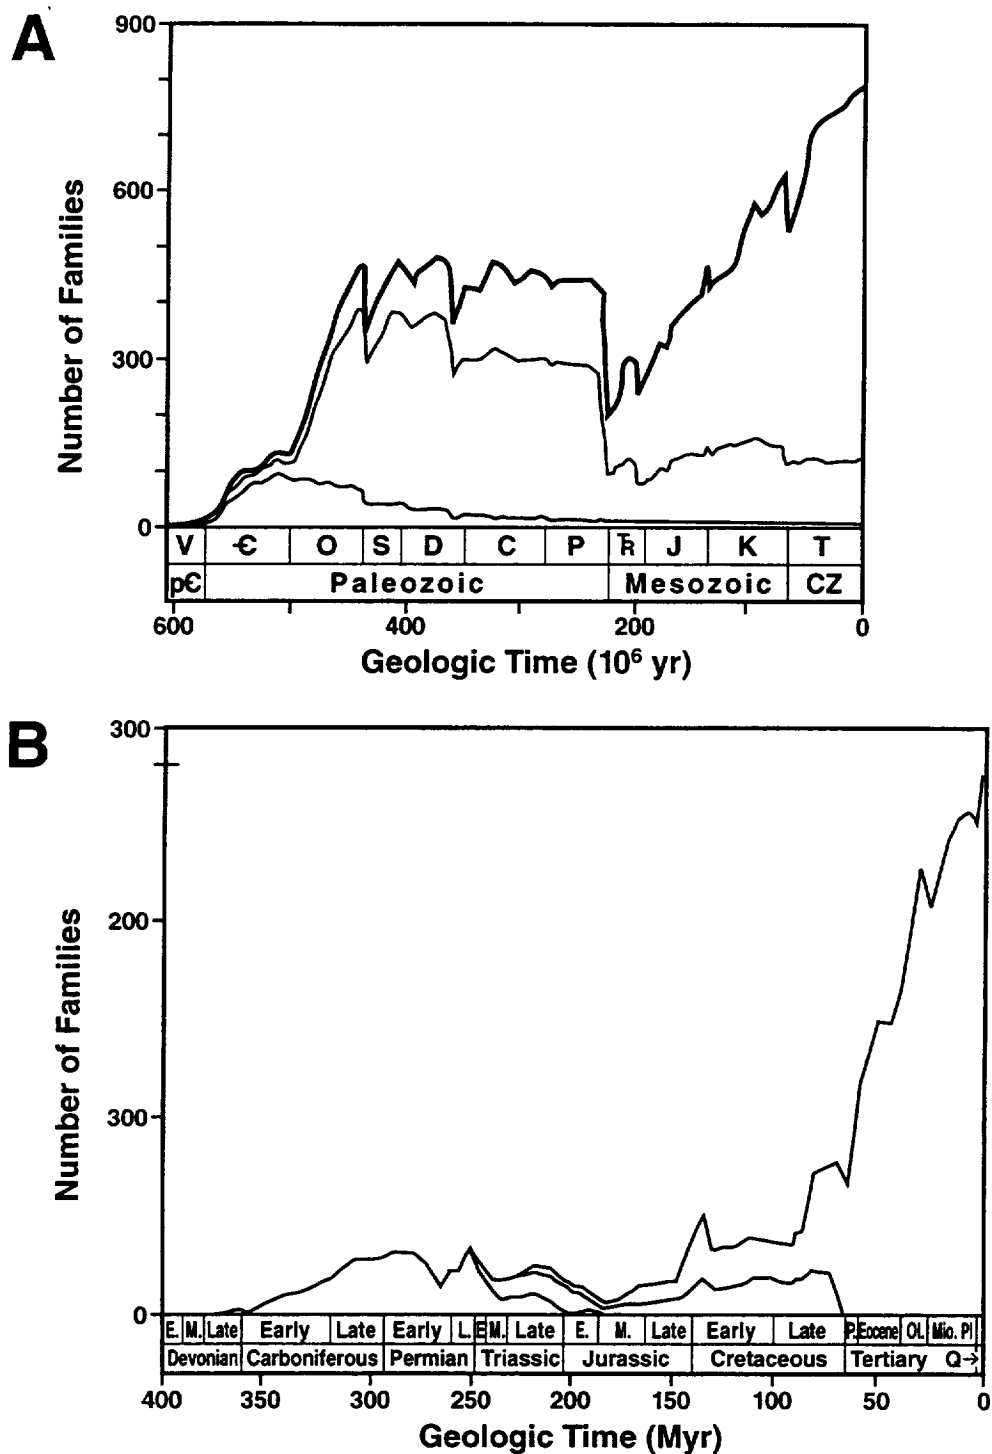 A
900
600
300
0
Number of Families
V Є O S D C P TR J K T
pЄ Paleozoic Mesozoic CZ
600 400 200 0
Geologic Time (10⁶ yr)
B
300
200
300
0
Number of Families
E. M. Late Early Late Early L. E M. Late E. M. Late Early Late P. Eocene Ol. Mio. Pl
Devonian Carboniferous Permian Triassic Jurassic Cretaceous Tertiary Q→
400 350 300 250 200 150 100 50 0
Geologic Time (Myr)